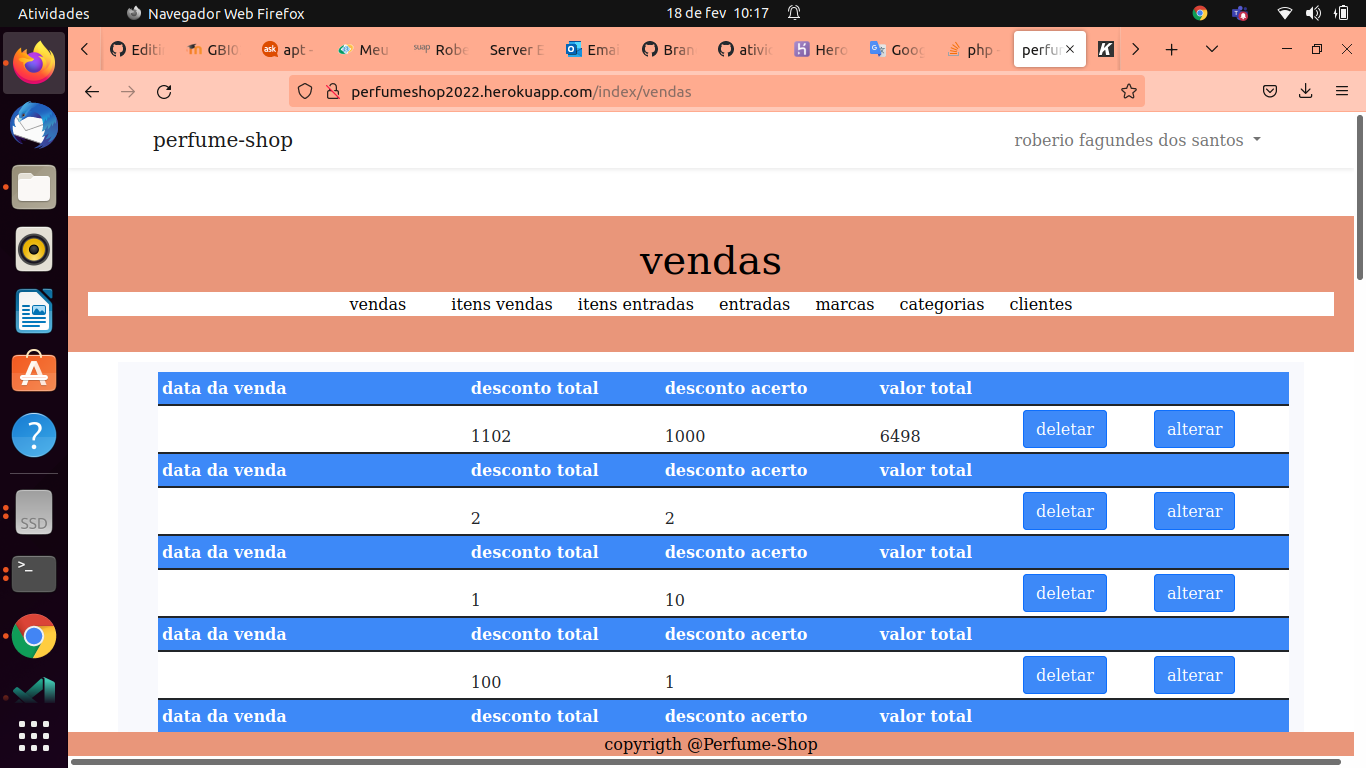 Atividades Navegador Web Firefox 18 de fev 10:17
Editi GBI0 ask apt - Meu suap Robe Server E Emai Bran ativi Hero Goog php - perfu
perfumeshop2022.herokuapp.com/index/vendas
perfume-shop roberio fagundes dos santos
vendas
vendas itens vendas itens entradas entradas marcas categorias clientes
data da venda desconto total desconto acerto valor total
1102 1000 6498 deletar alterar
data da venda desconto total desconto acerto valor total
2 2 deletar alterar
data da venda desconto total desconto acerto valor total
1 10 deletar alterar
data da venda desconto total desconto acerto valor total
100 1 deletar alterar
data da venda desconto total desconto acerto valor total
copyrigth @Perfume-Shop
SSD